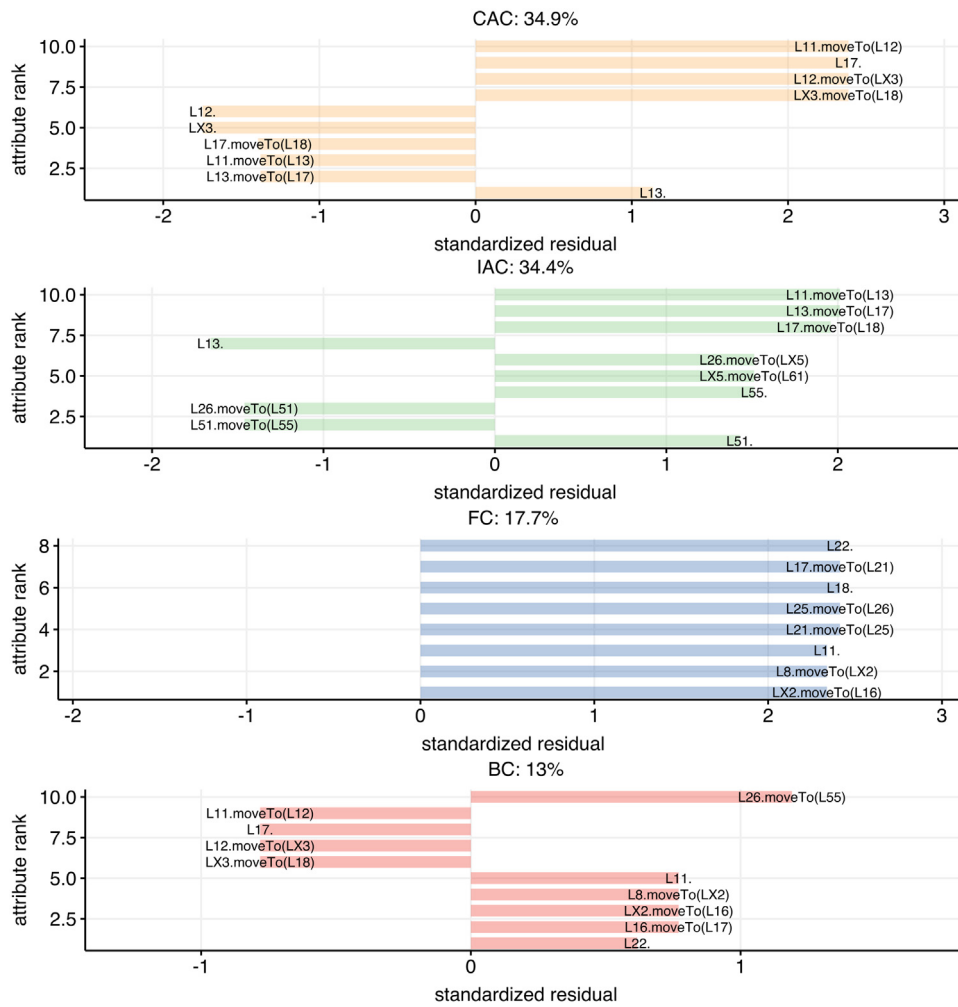 CAC: 34.9%
attribute rank
10.0
7.5
5.0
2.5
L11.moveTo(L12)
L17.
L12.moveTo(LX3)
LX3.moveTo(L18)
L12.
LX3.
L17.moveTo(L18)
L11.moveTo(L13)
L13.moveTo(L17)
L13.
-2 -1 0 1 2 3
standardized residual
IAC: 34.4%
attribute rank
10.0
7.5
5.0
2.5
L11.moveTo(L13)
L13.moveTo(L17)
L17.moveTo(L18)
L13.
L26.moveTo(LX5)
LX5.moveTo(L61)
L55.
L26.moveTo(L51)
L51.moveTo(L55)
L51.
-2 -1 0 1 2
standardized residual
FC: 17.7%
attribute rank
8
6
4
2
L22.
L17.moveTo(L21)
L18.
L25.moveTo(L26)
L21.moveTo(L25)
L11.
L8.moveTo(LX2)
LX2.moveTo(L16)
-2 -1 0 1 2 3
standardized residual
BC: 13%
attribute rank
10.0
7.5
5.0
2.5
L26.moveTo(L55)
L11.moveTo(L12)
L17.
L12.moveTo(LX3)
LX3.moveTo(L18)
L11.
L8.moveTo(LX2)
LX2.moveTo(L16)
L16.moveTo(L17)
L22.
-1 0 1
standardized residual